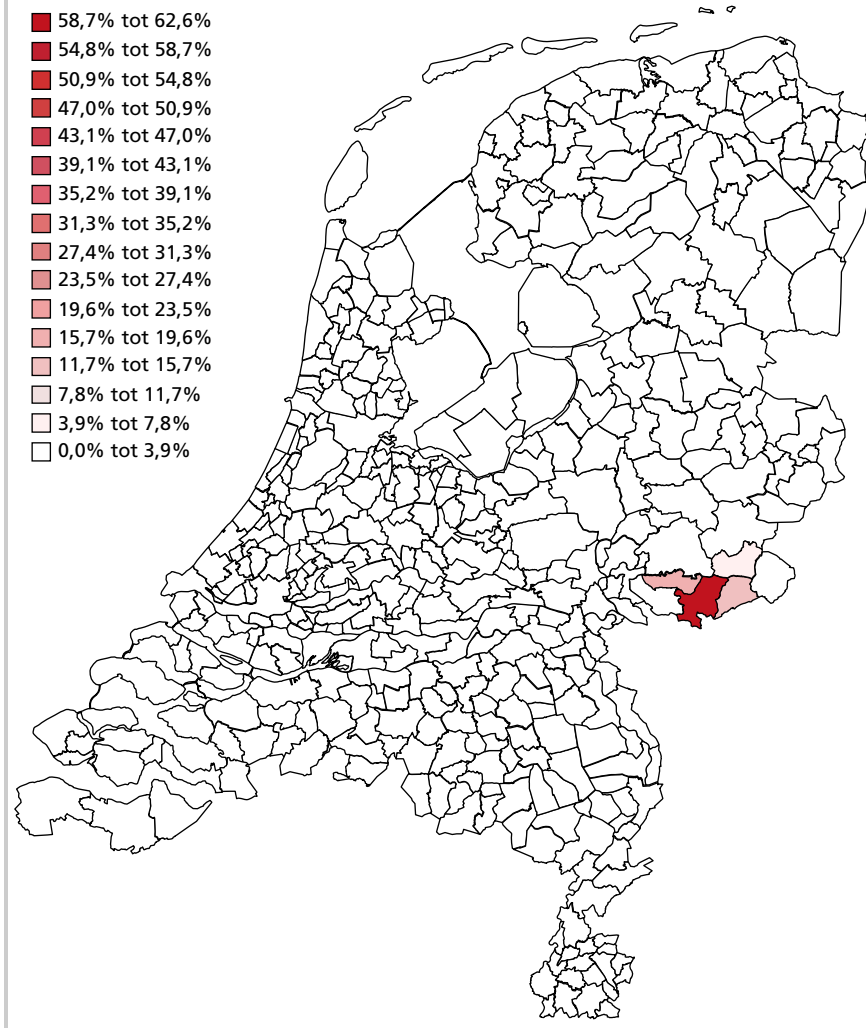 58,7% tot 62,6%
54,8% tot 58,7%
50,9% tot 54,8%
47,0% tot 50,9%
43,1% tot 47,0%
39,1% tot 43,1%
35,2% tot 39,1%
31,3% tot 35,2%
27,4% tot 31,3%
23,5% tot 27,4%
19,6% tot 23,5%
15,7% tot 19,6%
11,7% tot 15,7%
7,8% tot 11,7%
3,9% tot 7,8%
0,0% tot 3,9%